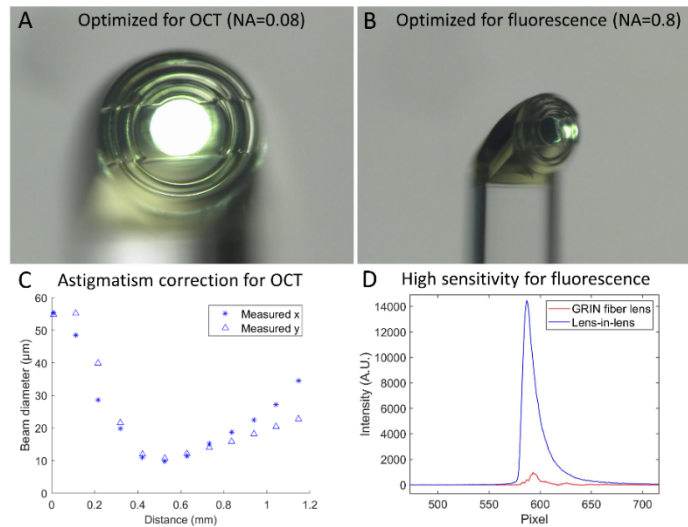 A Optimized for OCT (NA=0.08)
B Optimized for fluorescence (NA=0.8)
C Astigmatism correction for OCT
60
50
40
30
20
10
0
Beam diameter (µm)
Measured x
Measured y
0 0.2 0.4 0.6 0.8 1.0 1.2
Distance (mm)
D High sensitivity for fluorescence
14000
12000
10000
8000
6000
4000
2000
0
Intensity (A.U.)
GRIN fiber lens
Lens-in-lens
500 550 600 650 700
Pixel